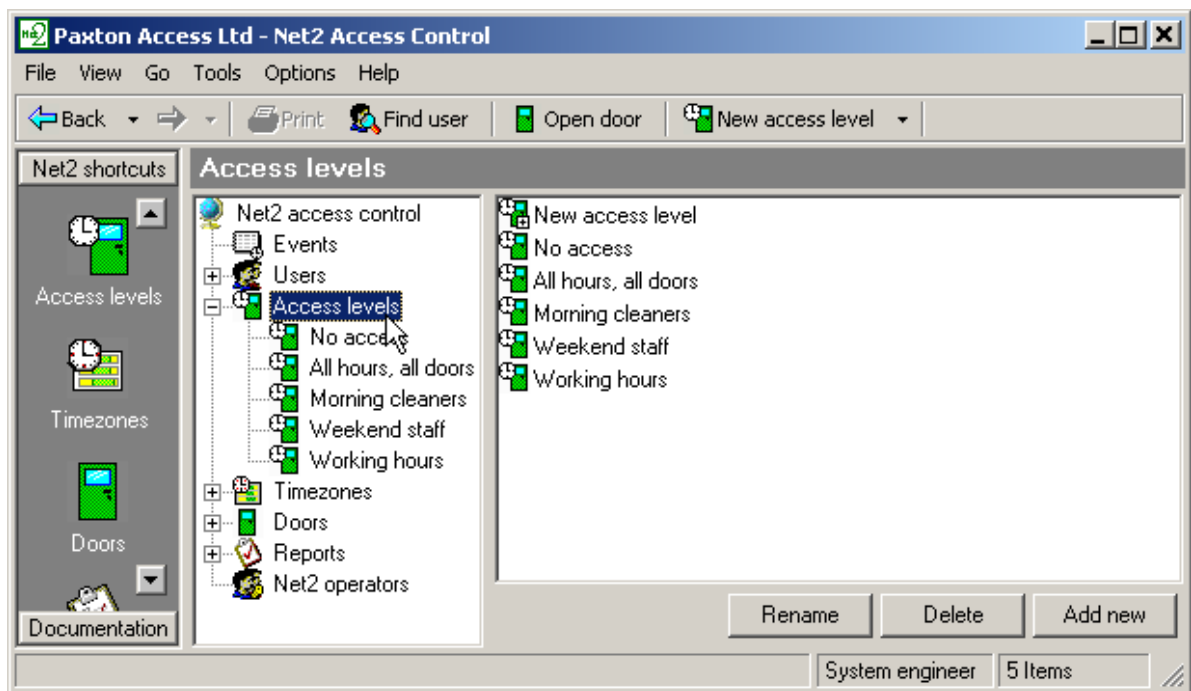 Paxton Access Ltd - Net2 Access Control
File View Go Tools Options Help
Back Print Find user Open door New access level
Net2 shortcuts
Access levels
Timezones
Doors
Documentation
Access levels
Net2 access control
Events
Users
Access levels
No access
All hours, all doors
Morning cleaners
Weekend staff
Working hours
Timezones
Doors
Reports
Net2 operators
New access level
No access
All hours, all doors
Morning cleaners
Weekend staff
Working hours
Rename Delete Add new
System engineer 5 Items